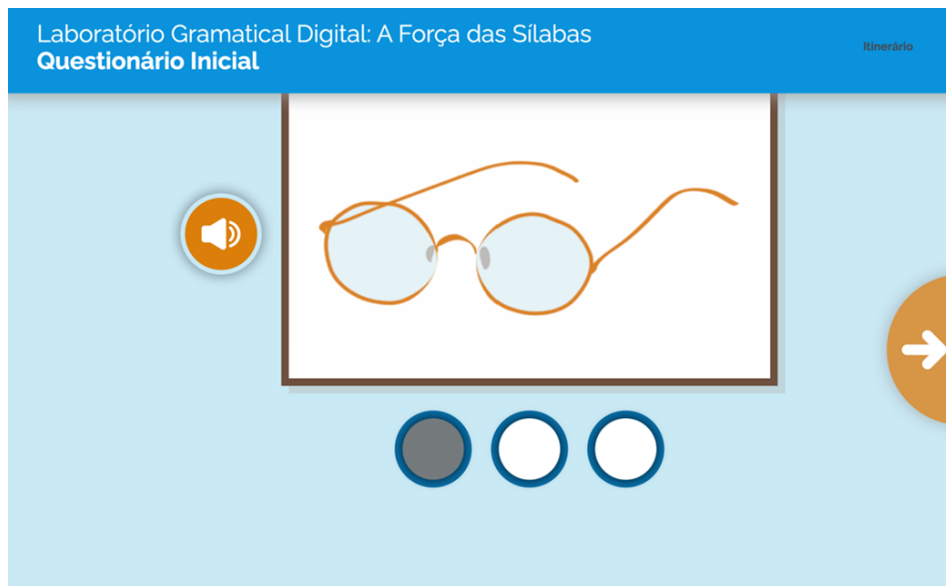 Laboratório Gramatical Digital: A Força das Sílabas
Questionário Inicial
Itinerário